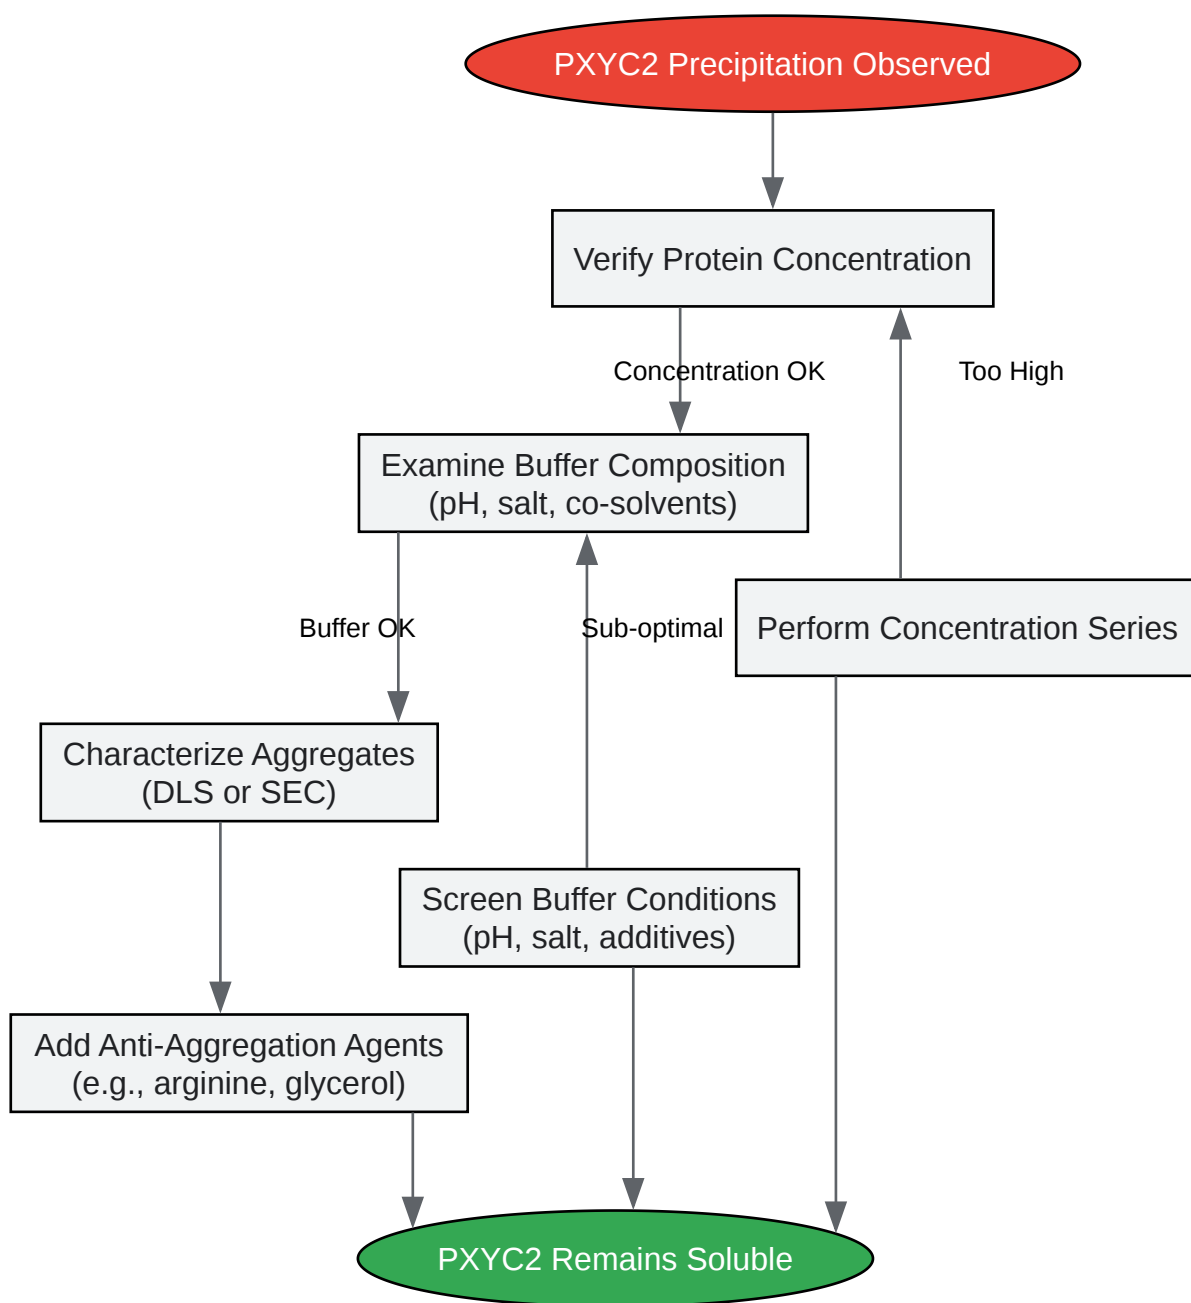 PXYC2 Precipitation Observed
Verify Protein Concentration
Concentration OK
Too High
Examine Buffer Composition
(pH, salt, co-solvents)
Buffer OK
Sub-optimal
Perform Concentration Series
Characterize Aggregates
(DLS or SEC)
Screen Buffer Conditions
(pH, salt, additives)
Add Anti-Aggregation Agents
(e.g., arginine, glycerol)
PXYC2 Remains Soluble